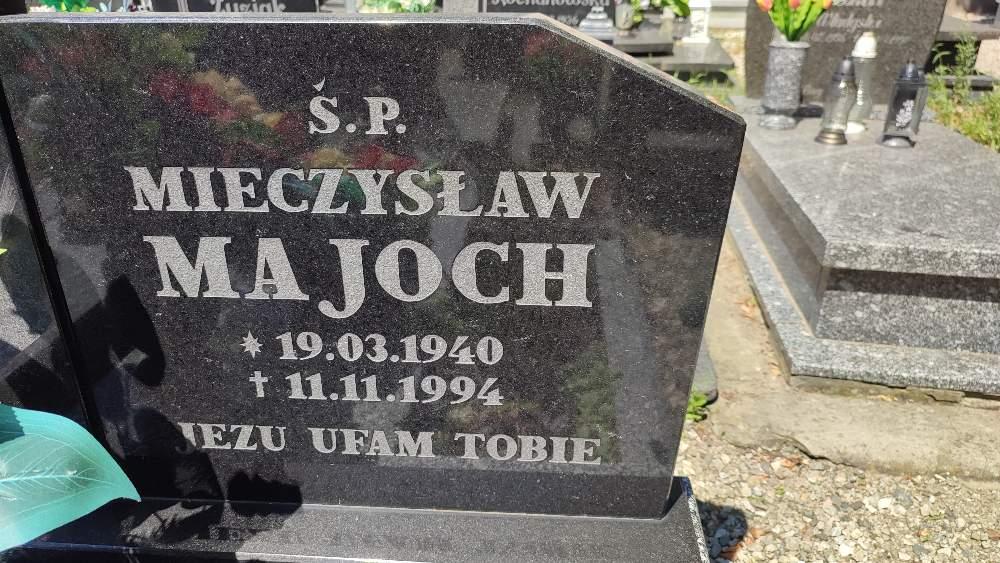 Ś.P.
MIECZYSŁAW
MAJOCH
* 19.03.1940
† 11.11.1994
JEZU UFAM TOBIE